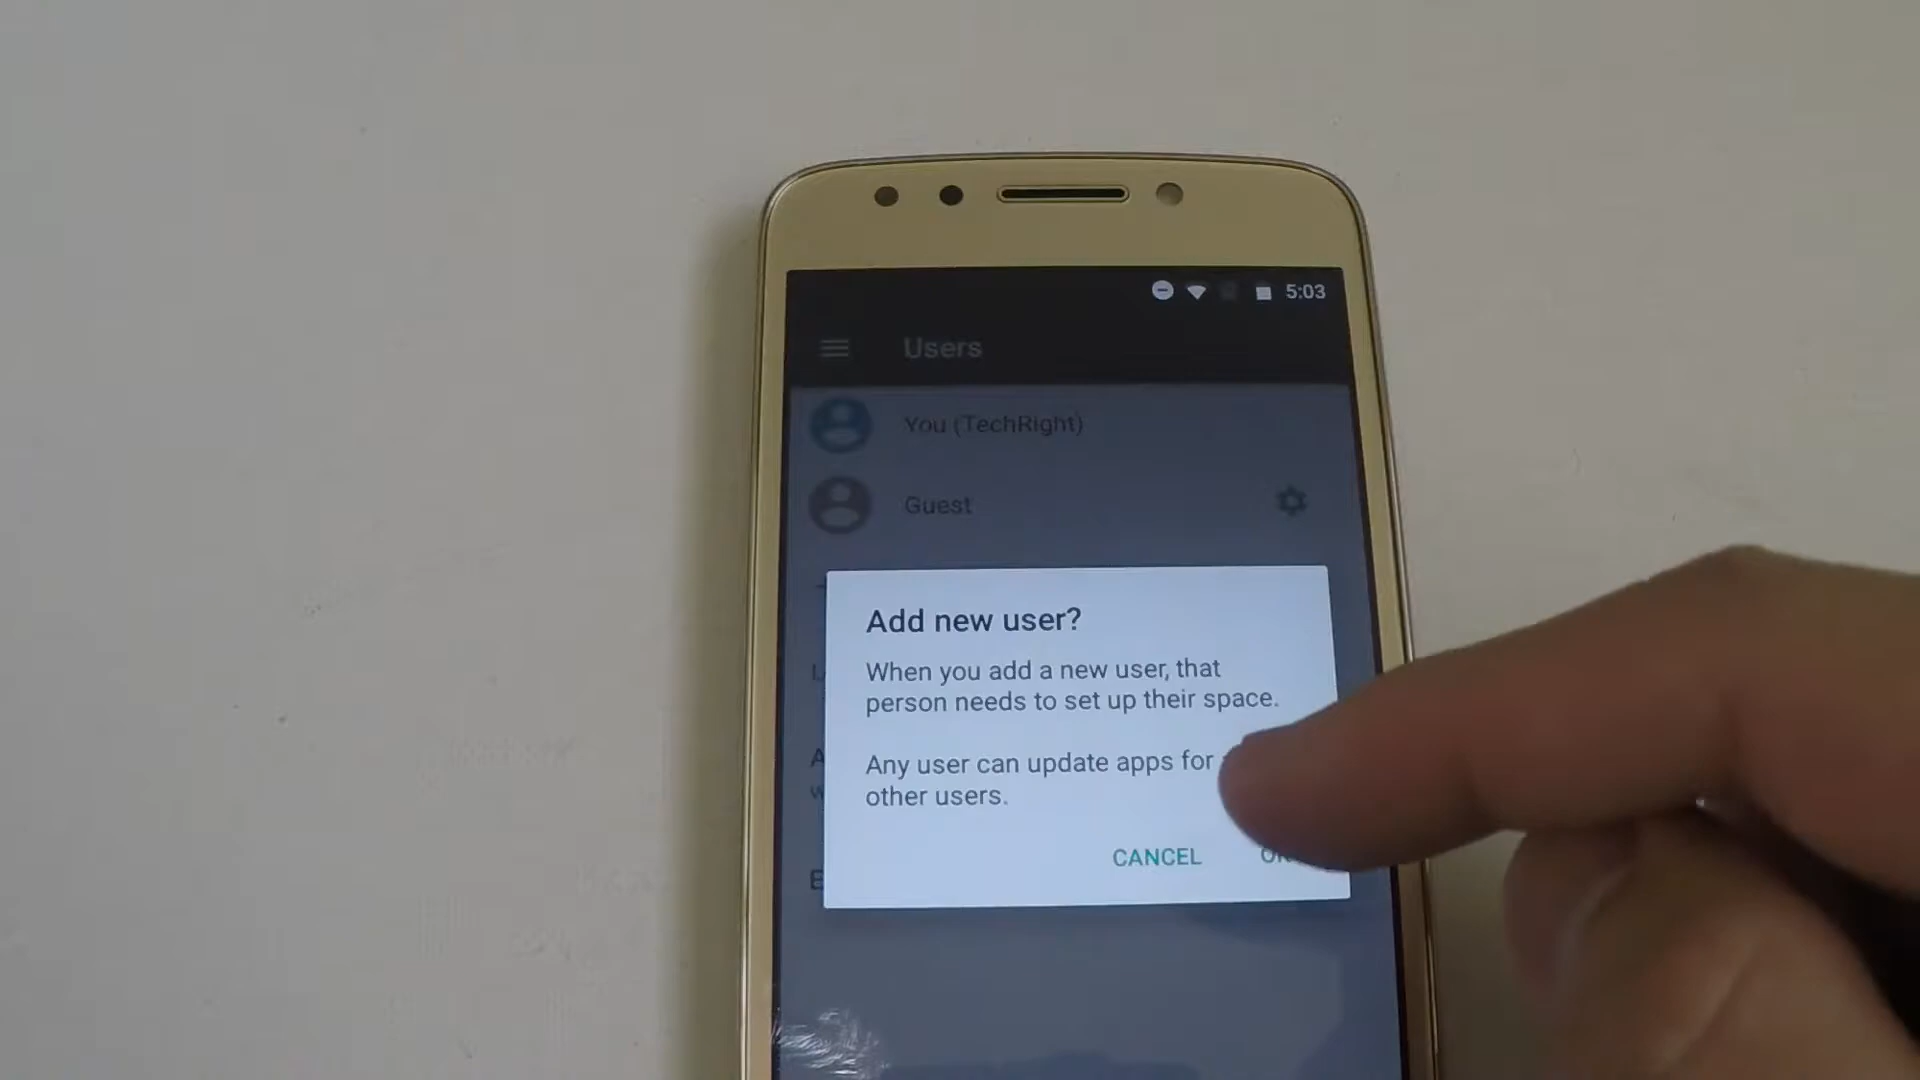 5:03
Users
You (TechRight)
Guest
Add new user?
When you add a new user, that
person needs to set up their space.
Any user can update apps for
other users.
CANCEL